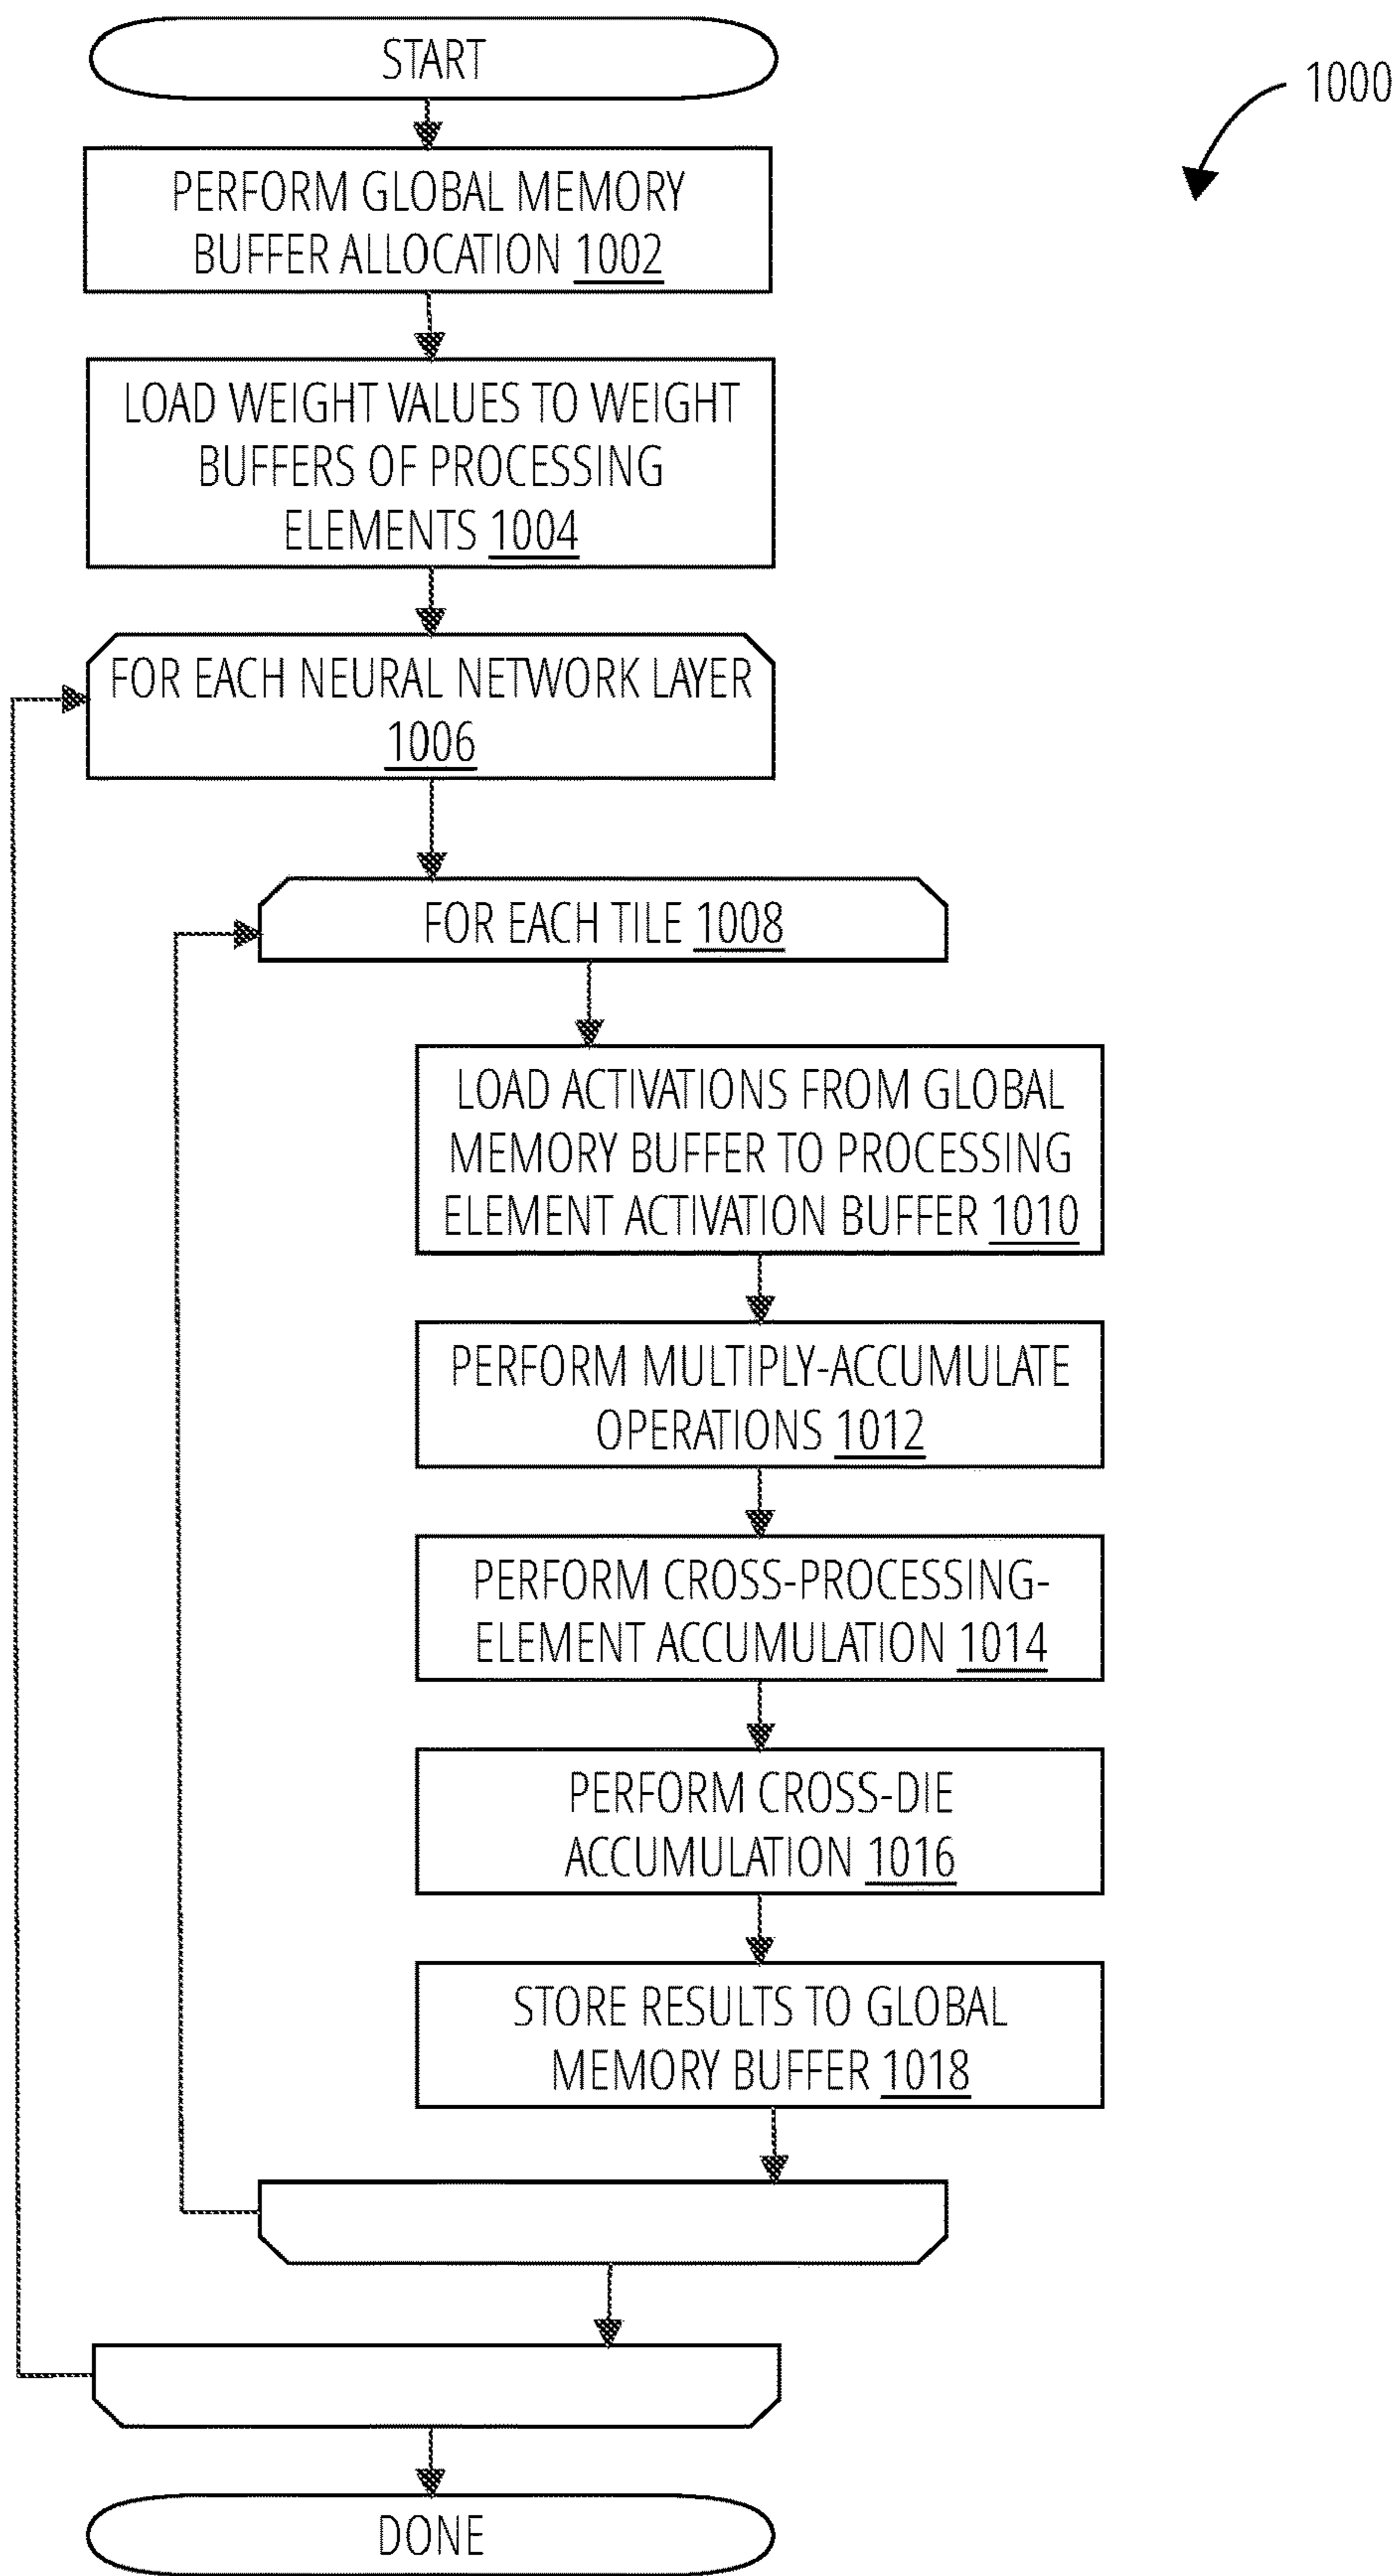 START
1000
PERFORM GLOBAL MEMORY
BUFFER ALLOCATION 1002
LOAD WEIGHT VALUES TO WEIGHT
BUFFERS OF PROCESSING
ELEMENTS 1004
FOR EACH NEURAL NETWORK LAYER
1006
FOR EACH TILE 1008
LOAD ACTIVATIONS FROM GLOBAL
MEMORY BUFFER TO PROCESSING
ELEMENT ACTIVATION BUFFER 1010
PERFORM MULTIPLY-ACCUMULATE
OPERATIONS 1012
PERFORM CROSS-PROCESSING-
ELEMENT ACCUMULATION 1014
PERFORM CROSS-DIE
ACCUMULATION 1016
STORE RESULTS TO GLOBAL
MEMORY BUFFER 1018
DONE